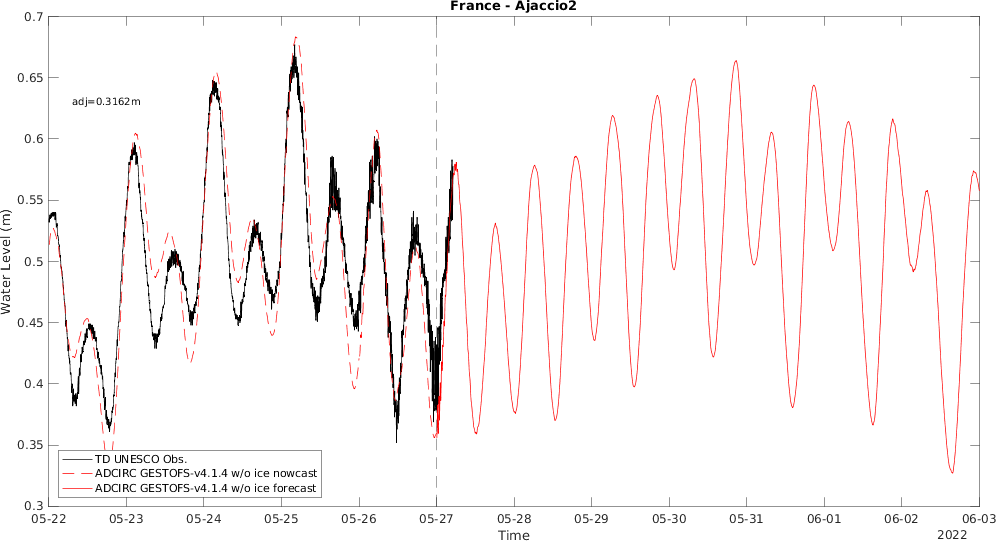 France - Ajaccio2
0.7
0.65
0.6
0.55
0.5
0.45
0.4
0.35
0.3
Water Level (m)
adj=0.3162m
TD UNESCO Obs.
ADCIRC GESTOFS-v4.1.4 w/o ice nowcast
ADCIRC GESTOFS-v4.1.4 w/o ice forecast
05-22 05-23 05-24 05-25 05-26 05-27 05-28 05-29 05-30 05-31 06-01 06-02 06-03
Time
2022